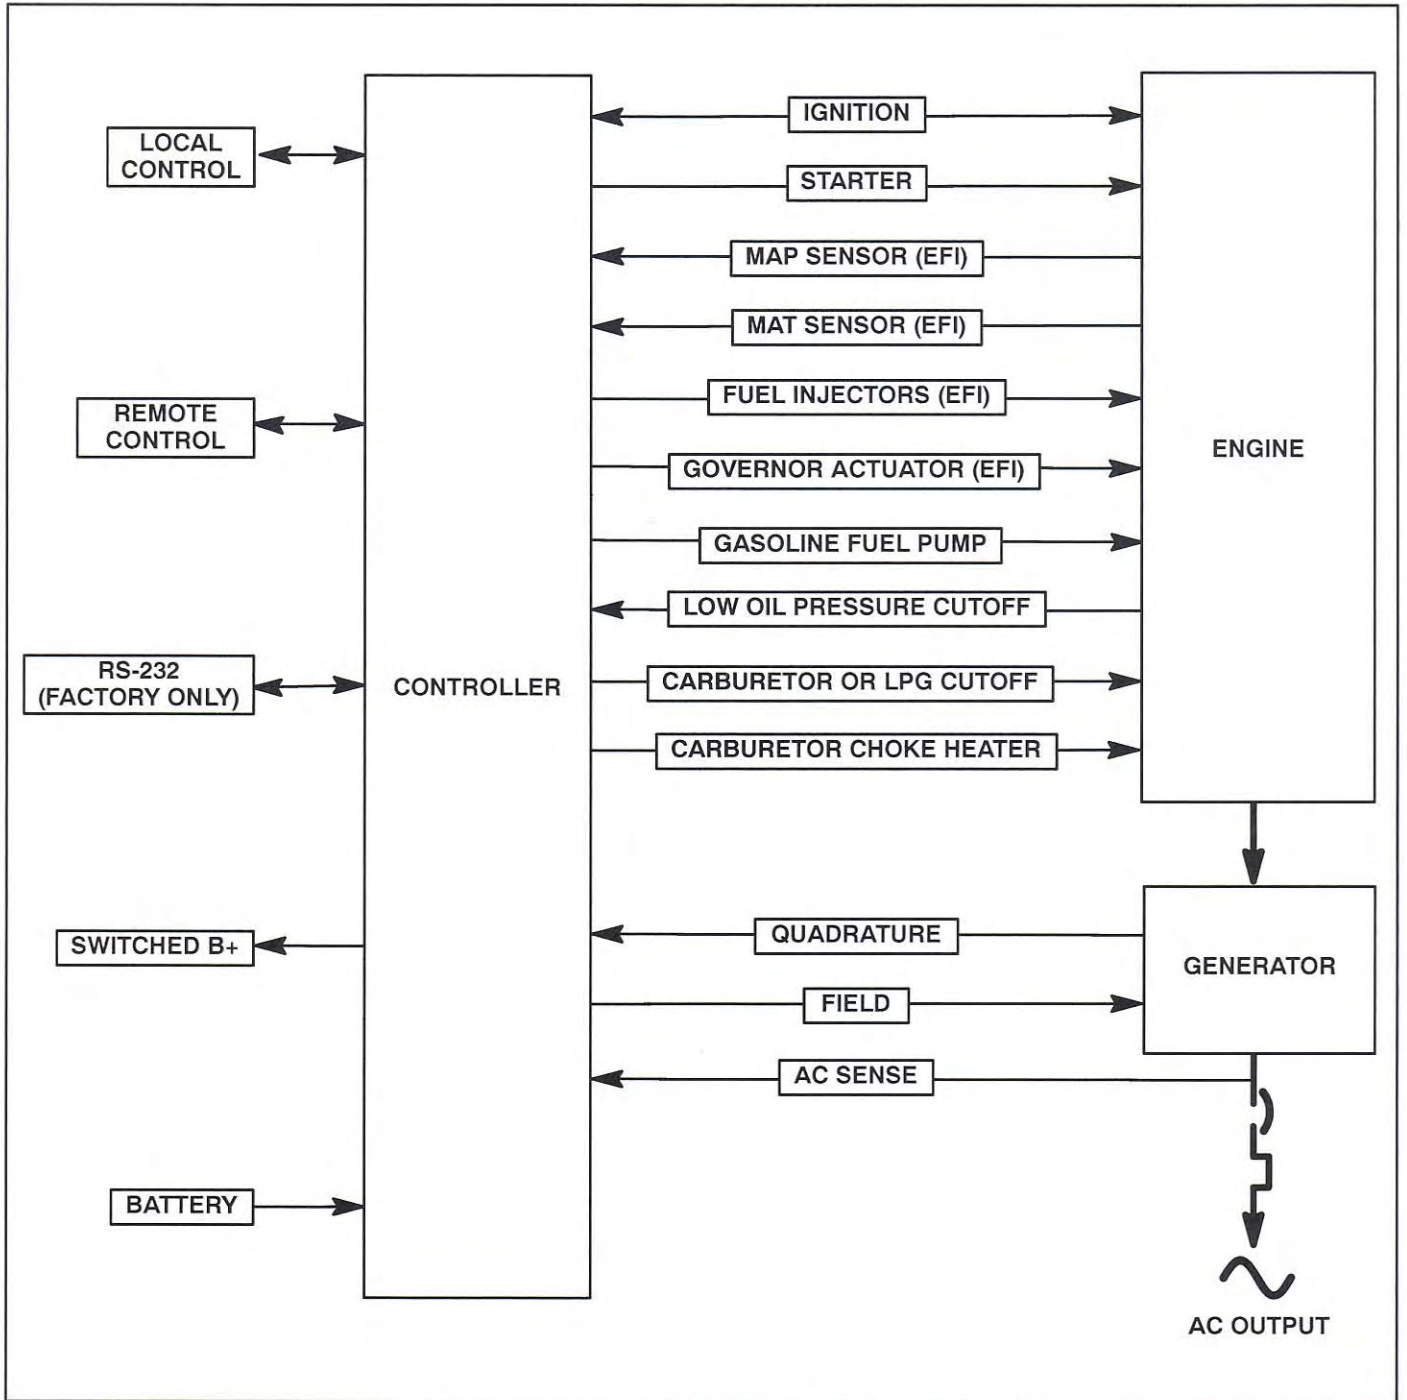 LOCAL
CONTROL
REMOTE
CONTROL
RS-232
(FACTORY ONLY)
SWITCHED B+
BATTERY
CONTROLLER
IGNITION
STARTER
MAP SENSOR (EFI)
MAT SENSOR (EFI)
FUEL INJECTORS (EFI)
GOVERNOR ACTUATOR (EFI)
GASOLINE FUEL PUMP
LOW OIL PRESSURE CUTOFF
CARBURETOR OR LPG CUTOFF
CARBURETOR CHOKE HEATER
QUADRATURE
FIELD
AC SENSE
ENGINE
GENERATOR
AC OUTPUT